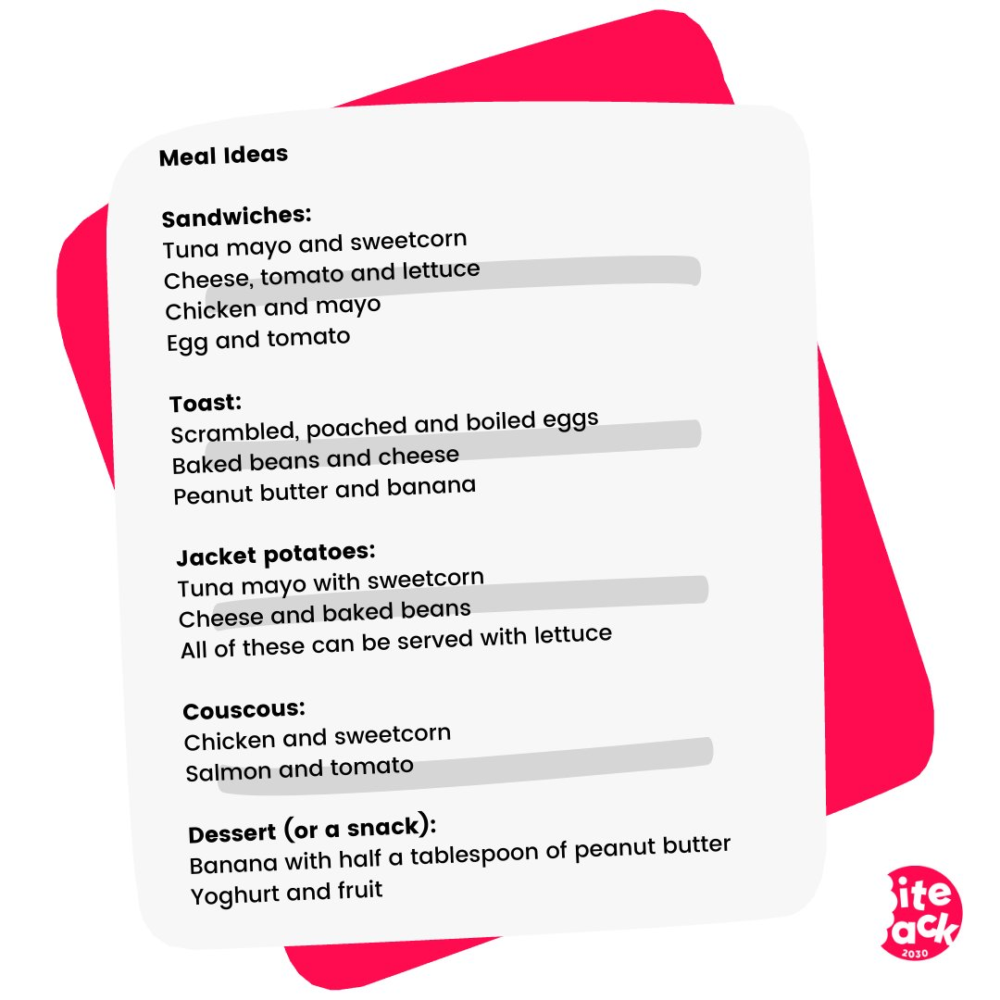 Meal Ideas
Sandwiches:
Tuna mayo and sweetcorn
Cheese, tomato and lettuce
Chicken and mayo
Egg and tomato
Toast:
Scrambled, poached and boiled eggs
Baked beans and cheese
Peanut butter and banana
Jacket potatoes:
Tuna mayo with sweetcorn
Cheese and baked beans
All of these can be served with lettuce
Couscous:
Chicken and sweetcorn
Salmon and tomato
Dessert (or a snack):
Banana with half a tablespoon of peanut butter
Yoghurt and fruit
Bite
Back
2030